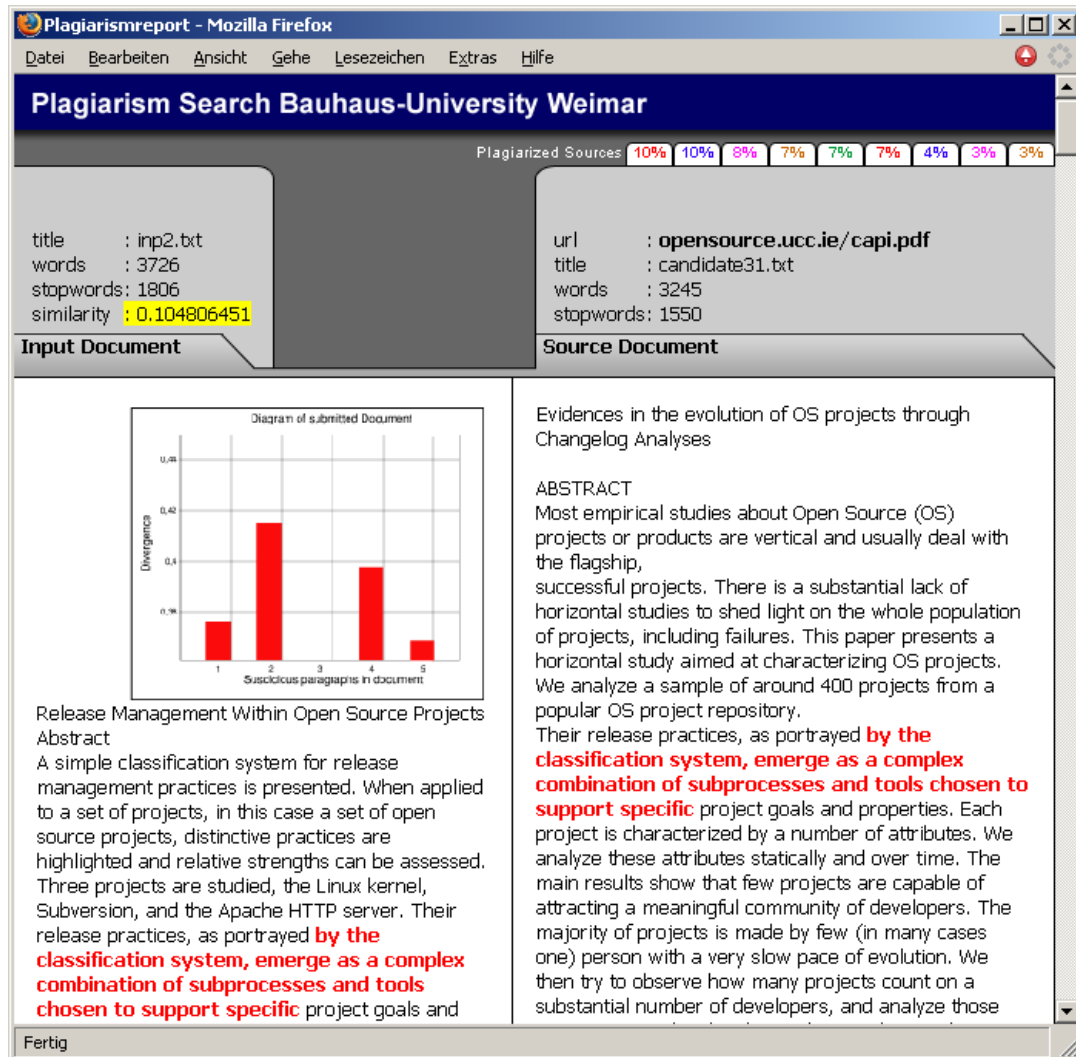 Plagiarismreport - Mozilla Firefox
Datei Bearbeiten Ansicht Gehe Lesezeichen Extras Hilfe
Plagiarism Search Bauhaus-University Weimar
Plagiarized Sources 10% 10% 8% 7% 7% 7% 4% 3% 3%
title : inp2.txt
words : 3726
stopwords: 1806
similarity : 0.104806451
Input Document
url : opensource.ucc.ie/capi.pdf
title : candidate31.txt
words : 3245
stopwords: 1550
Source Document
Diagram of submitted Document
0,44
0,42
0,4
0,38
Divergence
1 2 3 4 5
Suscidicus paragraphs in document
Release Management Within Open Source Projects
Abstract
A simple classification system for release
management practices is presented. When applied
to a set of projects, in this case a set of open
source projects, distinctive practices are
highlighted and relative strengths can be assessed.
Three projects are studied, the Linux kernel,
Subversion, and the Apache HTTP server. Their
release practices, as portrayed by the
classification system, emerge as a complex
combination of subprocesses and tools
chosen to support specific project goals and
Evidences in the evolution of OS projects through
Changelog Analyses
ABSTRACT
Most empirical studies about Open Source (OS)
projects or products are vertical and usually deal with
the flagship,
successful projects. There is a substantial lack of
horizontal studies to shed light on the whole population
of projects, including failures. This paper presents a
horizontal study aimed at characterizing OS projects.
We analyze a sample of around 400 projects from a
popular OS project repository.
Their release practices, as portrayed by the
classification system, emerge as a complex
combination of subprocesses and tools chosen to
support specific project goals and properties. Each
project is characterized by a number of attributes. We
analyze these attributes statically and over time. The
main results show that few projects are capable of
attracting a meaningful community of developers. The
majority of projects is made by few (in many cases
one) person with a very slow pace of evolution. We
then try to observe how many projects count on a
substantial number of developers, and analyze those
Fertig